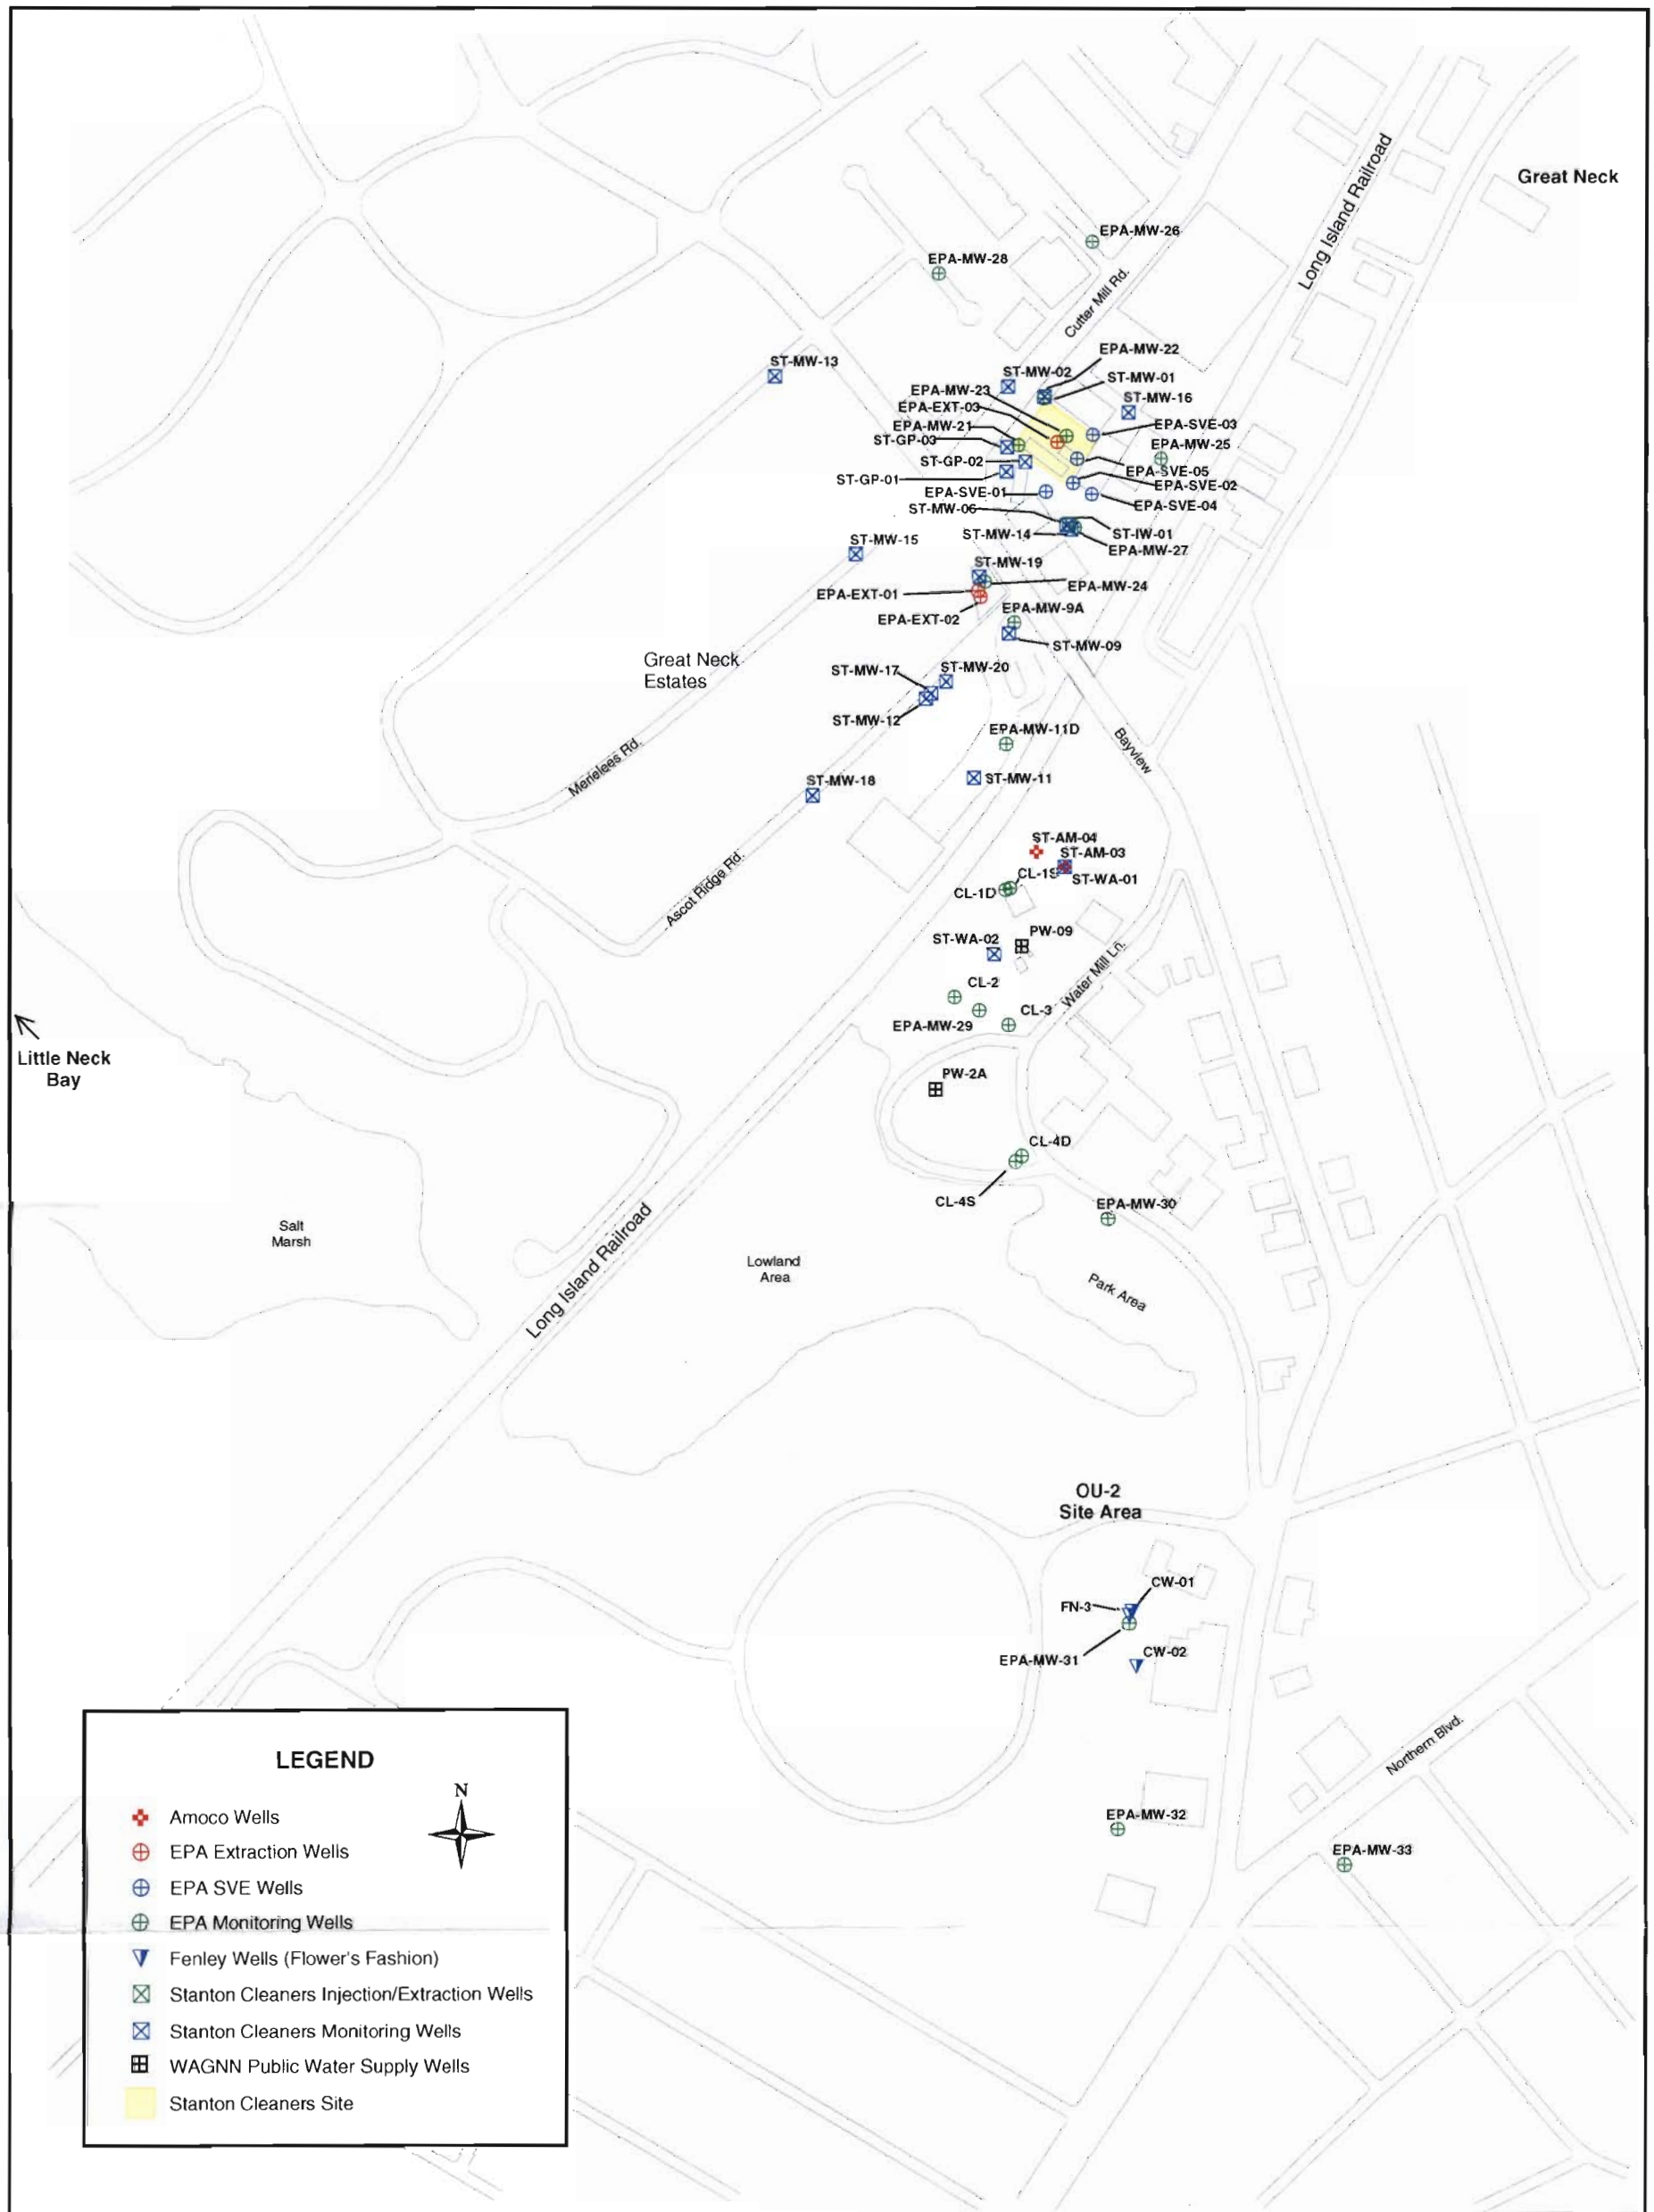 Great Neck
Long Island Railroad
EPA-MW-26
EPA-MW-28
Cutter Mill Rd.
EPA-MW-22
ST-MW-13
ST-MW-02
ST-MW-01
EPA-MW-23
ST-MW-16
EPA-EXT-03
EPA-MW-21
EPA-SVE-03
ST-GP-03
EPA-MW-25
ST-GP-02
EPA-SVE-05
ST-GP-01
EPA-SVE-02
EPA-SVE-01
EPA-SVE-04
ST-MW-06
ST-MW-14
ST-IW-01
ST-MW-15
EPA-MW-27
ST-MW-19
EPA-MW-24
EPA-EXT-01
EPA-MW-9A
EPA-EXT-02
ST-MW-09
Great Neck
Estates
ST-MW-17
ST-MW-20
ST-MW-12
EPA-MW-11D
Bayview
Merielees Rd.
ST-MW-18
ST-MW-11
ST-AM-04
ST-AM-03
Ascot Ridge Rd.
CL-1S
ST-WA-01
CL-1D
ST-WA-02
PW-09
Water Mill Ln.
CL-2
CL-3
EPA-MW-29
Little Neck
Bay
PW-2A
CL-4D
CL-4S
EPA-MW-30
Salt
Marsh
Long Island Railroad
Lowland
Area
Park Area
OU-2
Site Area
CW-01
FN-3
EPA-MW-31
CW-02
Northern Blvd.
EPA-MW-32
EPA-MW-33
LEGEND
N
Amoco Wells
EPA Extraction Wells
EPA SVE Wells
EPA Monitoring Wells
Fenley Wells (Flower's Fashion)
Stanton Cleaners Injection/Extraction Wells
Stanton Cleaners Monitoring Wells
WAGNN Public Water Supply Wells
Stanton Cleaners Site